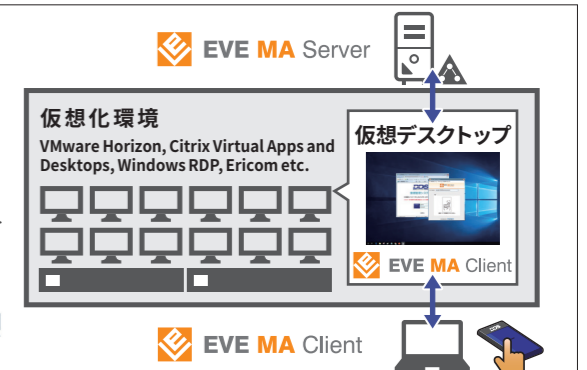 EVE MA Server
仮想化環境
VMware Horizon, Citrix Virtual Apps and
Desktops, Windows RDP, Ericom etc.
仮想デスクトップ
DDS
EVE MA Client
EVE MA Client